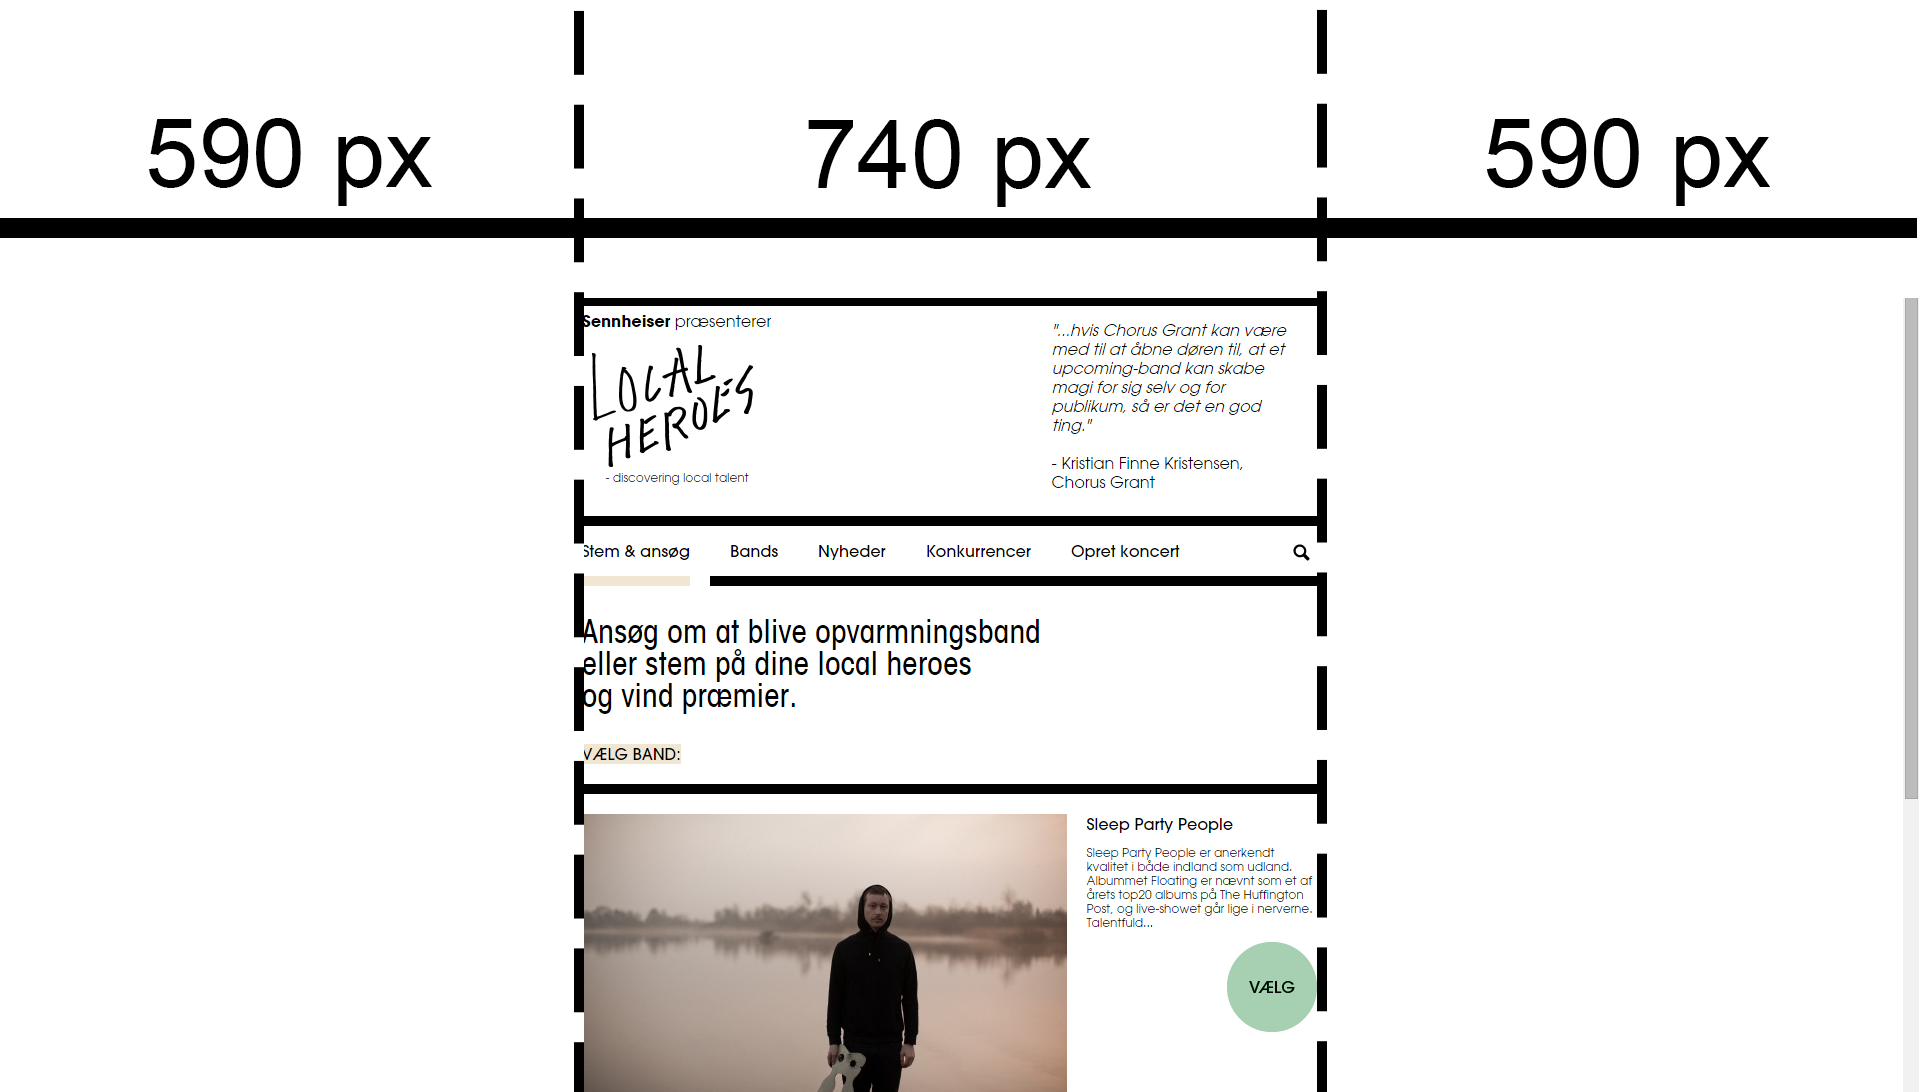 590 px
740 px
590 px
Sennheiser præsenterer
LOCAL
HEROES
- discovering local talent
"...hvis Chorus Grant kan være
med til at åbne døren til, at et
upcoming-band kan skabe
magi for sig selv og for
publikum, så er det en god
ting."
- Kristian Finne Kristensen,
Chorus Grant
Stem & ansøg
Bands
Nyheder
Konkurrencer
Opret koncert
Ansøg om at blive opvarmningsband
eller stem på dine local heroes
og vind præmier.
VÆLG BAND:
Sleep Party People
Sleep Party People er anerkendt
kvalitet i både indland som udland.
Albummet Floating er nævnt som et af
årets top20 albums på The Huffington
Post, og live-showet går lige i nerverne.
Talentfuld...
VÆLG